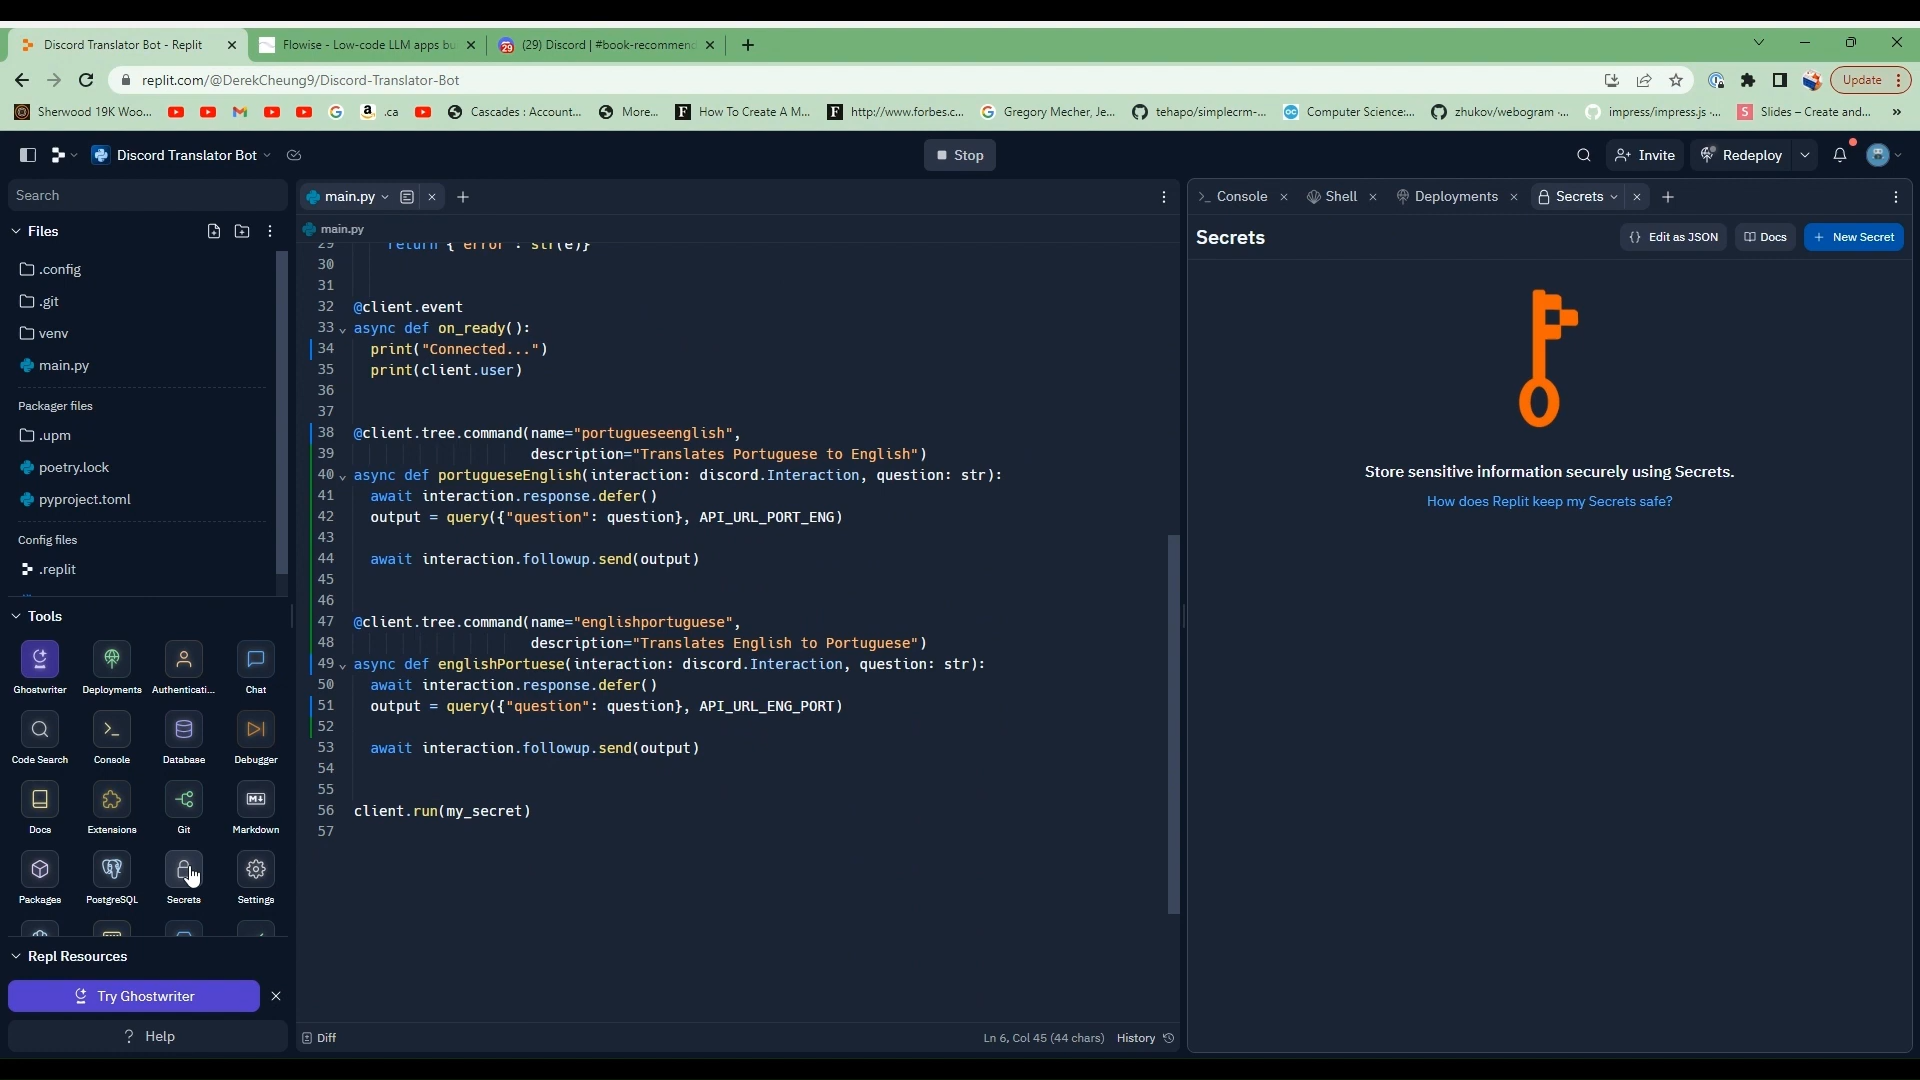 Discord Translator Bot - Replit
Flowise - Low-code LLM apps bu
(29) Discord | #book-recommen
replit.com/@DerekCheung9/Discord-Translator-Bot
Update
Sherwood 19K Woo...
.ca
Cascades : Account...
More...
How To Create A M...
http://www.forbes.c...
Gregory Mecher, Je...
tehapo/simplecrm-...
Computer Science:...
zhukov/webogram -...
impress/impress.js -...
Slides – Create and...
»
Discord Translator Bot
Stop
Invite
Redeploy
Search
main.py
Console
Shell
Deployments
Secrets
Files
main.py
Secrets
Edit as JSON
Docs
New Secret
.config
.git
venv
main.py
Packager files
.upm
poetry.lock
pyproject.toml
Config files
.replit
Tools
Ghostwriter
Deployments
Authenticati...
Chat
Code Search
Console
Database
Debugger
Docs
Extensions
Git
Markdown
Packages
PostgreSQL
Secrets
Settings
Repl Resources
Try Ghostwriter
Help
29 return {"error": str(e)}
30
31
32 @client.event
33 async def on_ready():
34 print("Connected...")
35 print(client.user)
36
37
38 @client.tree.command(name="portugueseenglish",
39 description="Translates Portuguese to English")
40 async def portugueseEnglish(interaction: discord.Interaction, question: str):
41 await interaction.response.defer()
42 output = query({"question": question}, API_URL_PORT_ENG)
43
44 await interaction.followup.send(output)
45
46
47 @client.tree.command(name="englishportuguese",
48 description="Translates English to Portuguese")
49 async def englishPortuese(interaction: discord.Interaction, question: str):
50 await interaction.response.defer()
51 output = query({"question": question}, API_URL_ENG_PORT)
52
53 await interaction.followup.send(output)
54
55
56 client.run(my_secret)
57
Diff
Ln 6, Col 45 (44 chars)
History
Store sensitive information securely using Secrets.
How does Replit keep my Secrets safe?